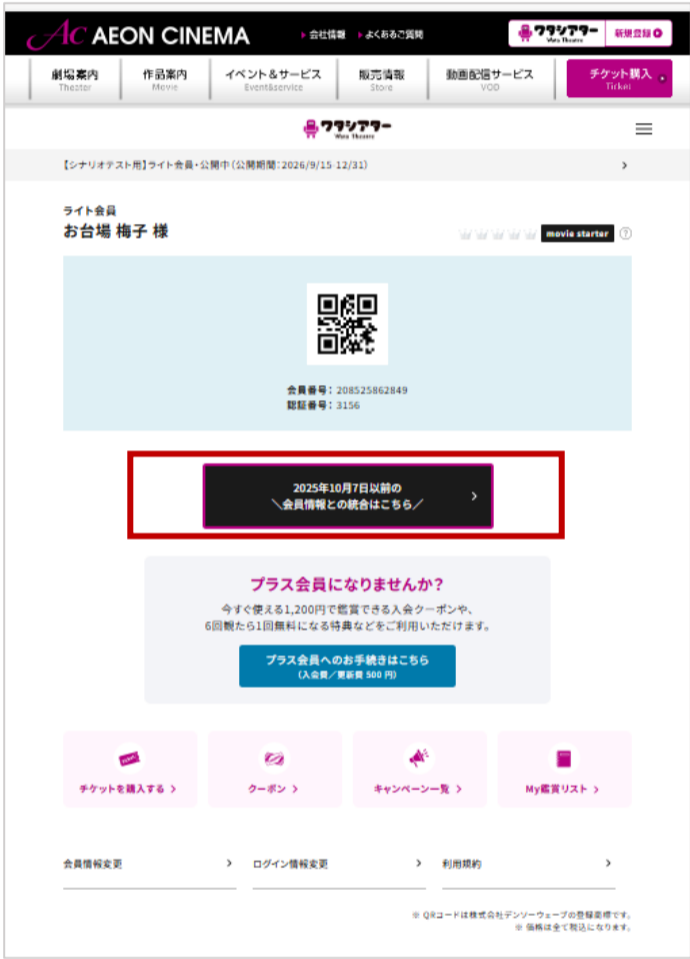 Ac AEON CINEMA
会社情報
よくあるご質問
ワタシアター
Wata Theatre
新規登録
劇場案内
Theater
作品案内
Movie
イベント＆サービス
Event&service
販売情報
Store
動画配信サービス
VOD
チケット購入
Ticket
ワタシアター
Wata Theatre
【シナリオテスト用】ライト会員・公開中（公開期間：2026/9/15-12/31）
ライト会員
お台場 梅子 様
movie starter
?
会員番号： 208525862849
認証番号： 3156
2025年10月7日以前の
＼会員情報との統合はこちら／
プラス会員になりませんか？
今すぐ使える1,200円で鑑賞できる入会クーポンや、
6回観たら1回無料になる特典などをご利用いただけます。
プラス会員へのお手続きはこちら
（入会費／更新費 500 円）
チケットを購入する
クーポン
キャンペーン一覧
My鑑賞リスト
会員情報変更
ログイン情報変更
利用規約
※ QRコードは株式会社デンソーウェーブの登録商標です。
※ 価格は全て税込になります。